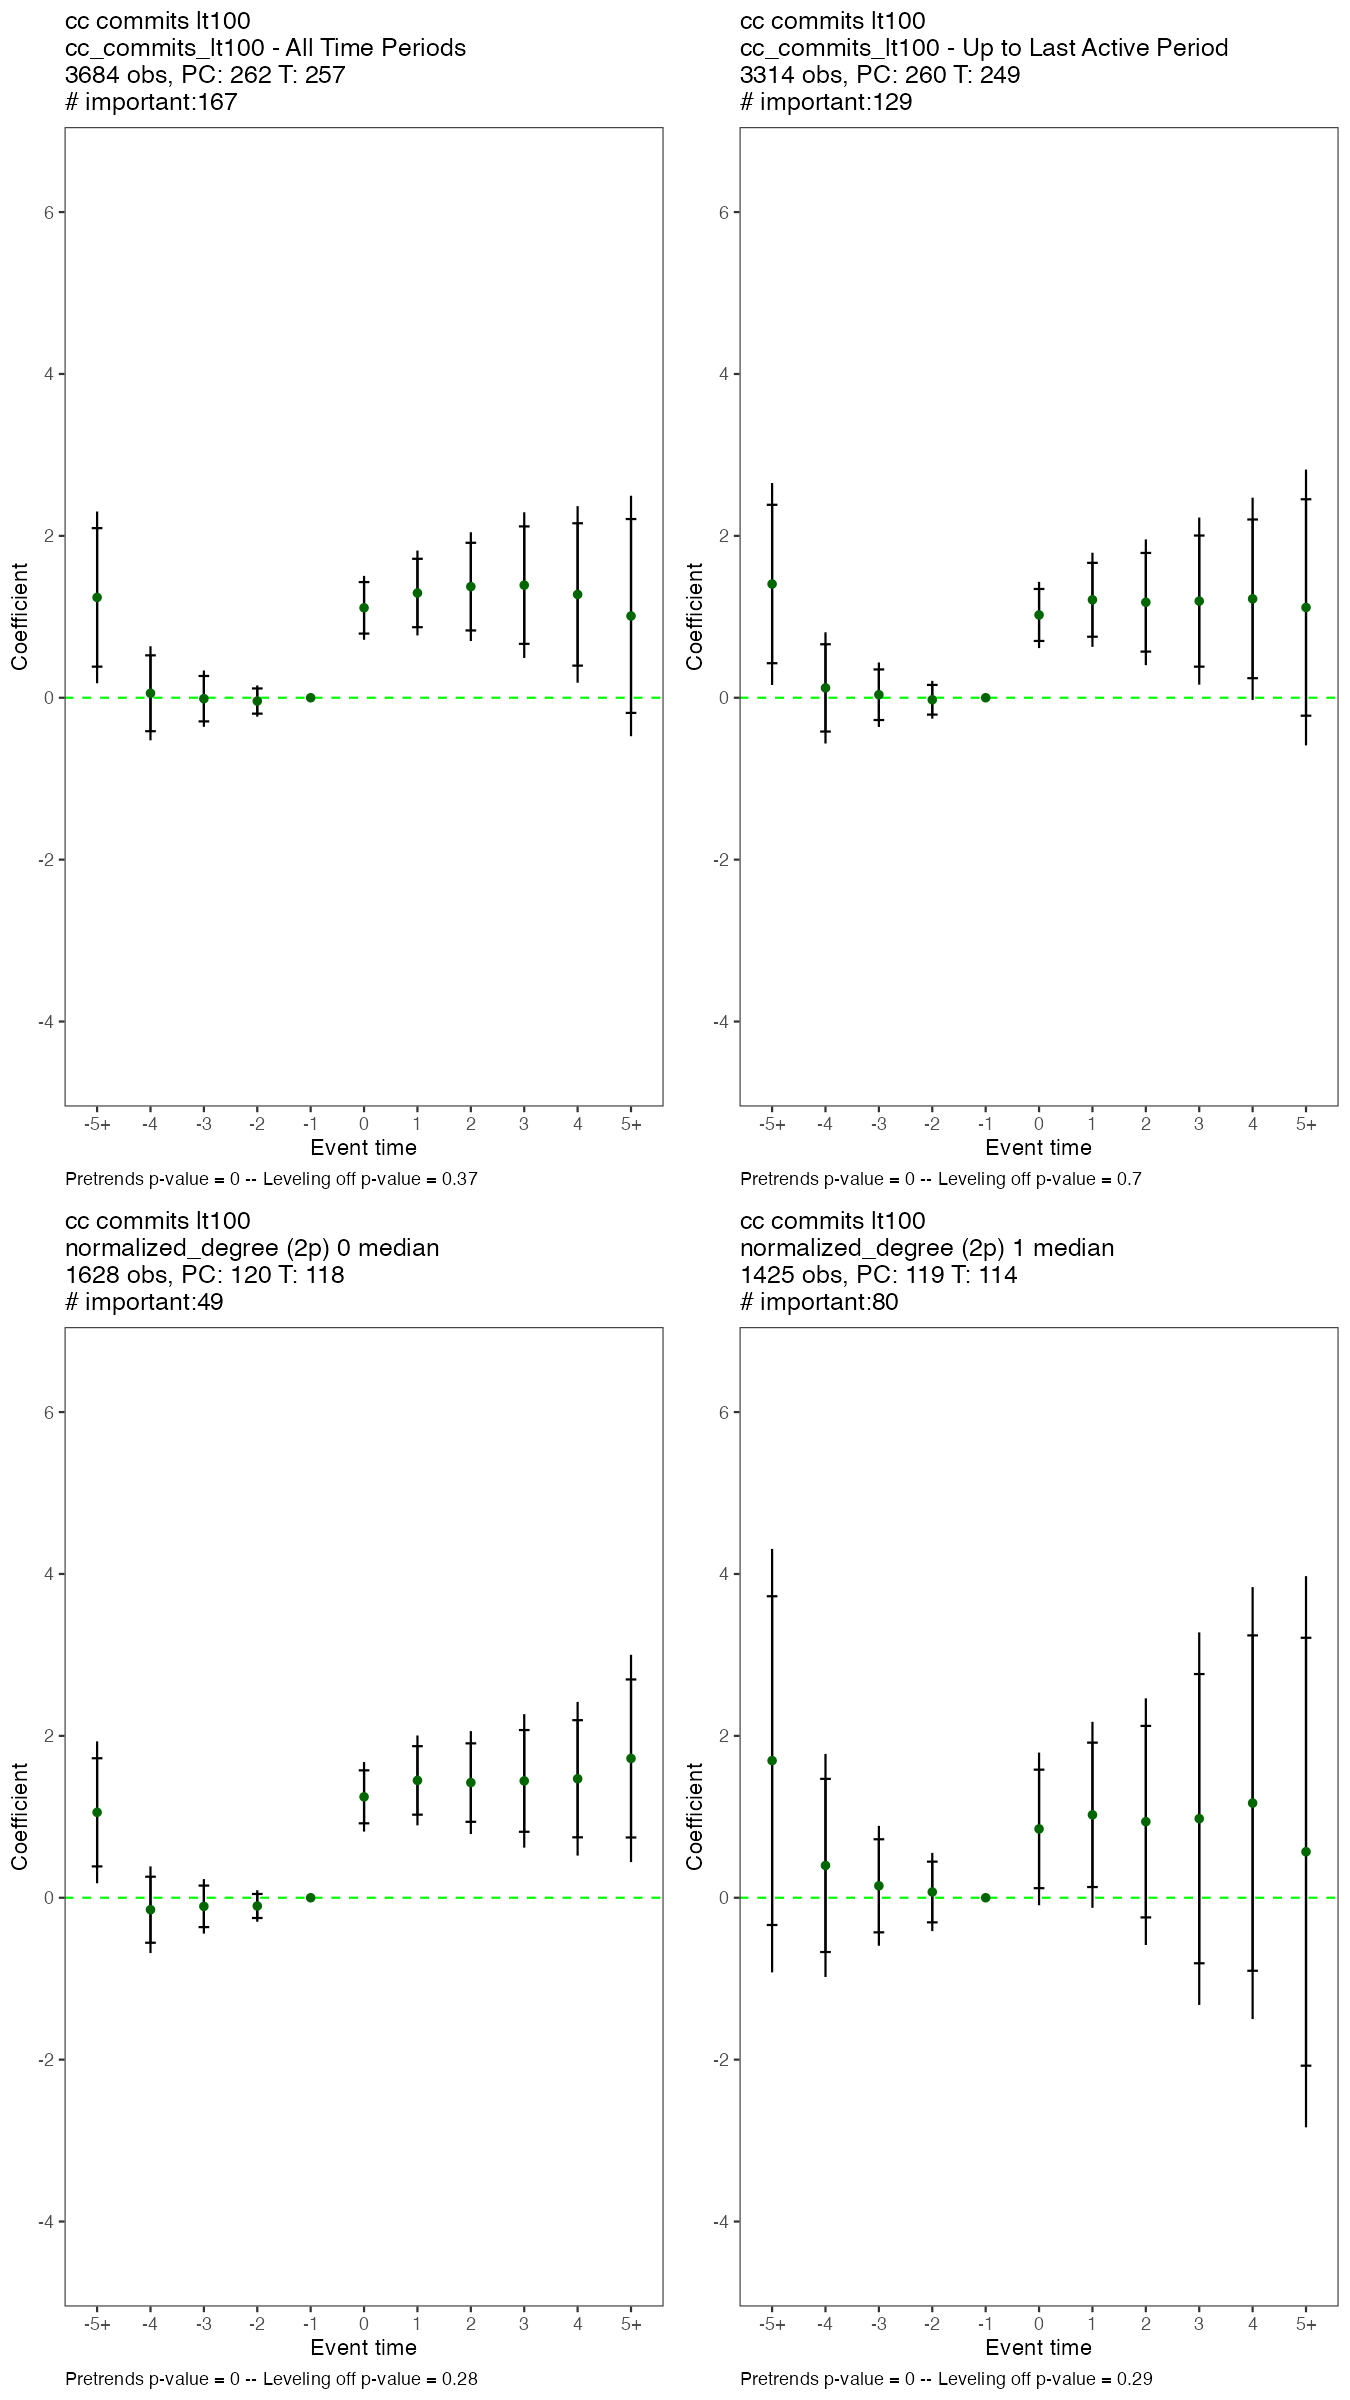 cc commits lt100
cc_commits_lt100 - All Time Periods
3684 obs, PC: 262 T: 257
# important:167
6
4
2
0
-2
-4
Coefficient
-5+ -4 -3 -2 -1 0 1 2 3 4 5+
Event time
Pretrends p-value = 0 -- Leveling off p-value = 0.37
cc commits lt100
cc_commits_lt100 - Up to Last Active Period
3314 obs, PC: 260 T: 249
# important:129
6
4
2
0
-2
-4
Coefficient
-5+ -4 -3 -2 -1 0 1 2 3 4 5+
Event time
Pretrends p-value = 0 -- Leveling off p-value = 0.7
cc commits lt100
normalized_degree (2p) 0 median
1628 obs, PC: 120 T: 118
# important:49
6
4
2
0
-2
-4
Coefficient
-5+ -4 -3 -2 -1 0 1 2 3 4 5+
Event time
Pretrends p-value = 0 -- Leveling off p-value = 0.28
cc commits lt100
normalized_degree (2p) 1 median
1425 obs, PC: 119 T: 114
# important:80
6
4
2
0
-2
-4
Coefficient
-5+ -4 -3 -2 -1 0 1 2 3 4 5+
Event time
Pretrends p-value = 0 -- Leveling off p-value = 0.29